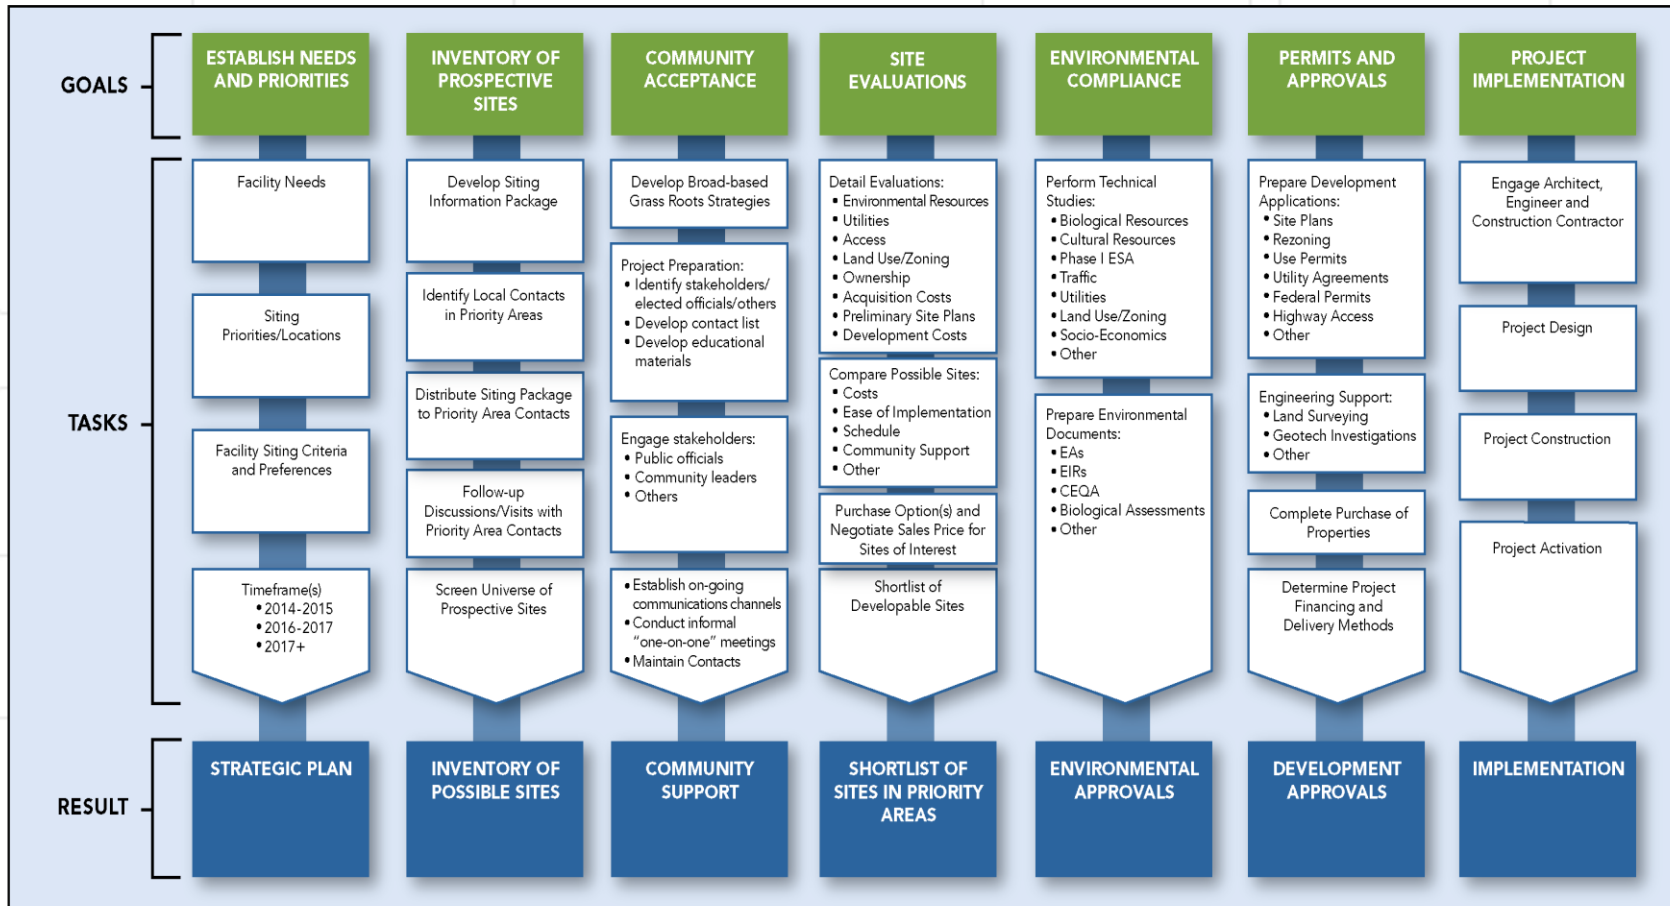 GOALS
ESTABLISH NEEDS
AND PRIORITIES
INVENTORY OF
PROSPECTIVE
SITES
COMMUNITY
ACCEPTANCE
SITE
EVALUATIONS
ENVIRONMENTAL
COMPLIANCE
PERMITS AND
APPROVALS
PROJECT
IMPLEMENTATION
TASKS
Facility Needs
Siting
Priorities/Locations
Facility Siting Criteria
and Preferences
Timeframe(s)
• 2014-2015
• 2016-2017
• 2017+
Develop Siting
Information Package
Identify Local Contacts
in Priority Areas
Distribute Siting Package
to Priority Area Contacts
Follow-up
Discussions/Visits with
Priority Area Contacts
Screen Universe of
Prospective Sites
Develop Broad-based
Grass Roots Strategies
Project Preparation:
• Identify stakeholders/
elected officials/others
• Develop contact list
• Develop educational
materials
Engage stakeholders:
• Public officials
• Community leaders
• Others
• Establish on-going
communications channels
• Conduct informal
“one-on-one” meetings
• Maintain Contacts
Detail Evaluations:
• Environmental Resources
• Utilities
• Access
• Land Use/Zoning
• Ownership
• Acquisition Costs
• Preliminary Site Plans
• Development Costs
Compare Possible Sites:
• Costs
• Ease of Implementation
• Schedule
• Community Support
• Other
Purchase Option(s) and
Negotiate Sales Price for
Sites of Interest
Shortlist of
Developable Sites
Perform Technical
Studies:
• Biological Resources
• Cultural Resources
• Phase I ESA
• Traffic
• Utilities
• Land Use/Zoning
• Socio-Economics
• Other
Prepare Environmental
Documents:
• EAs
• EIRs
• CEQA
• Biological Assessments
• Other
Prepare Development
Applications:
• Site Plans
• Rezoning
• Use Permits
• Utility Agreements
• Federal Permits
• Highway Access
• Other
Engineering Support:
• Land Surveying
• Geotech Investigations
• Other
Complete Purchase of
Properties
Determine Project
Financing and
Delivery Methods
Engage Architect,
Engineer and
Construction Contractor
Project Design
Project Construction
Project Activation
RESULT
STRATEGIC PLAN
INVENTORY OF
POSSIBLE SITES
COMMUNITY
SUPPORT
SHORTLIST OF
SITES IN PRIORITY
AREAS
ENVIRONMENTAL
APPROVALS
DEVELOPMENT
APPROVALS
IMPLEMENTATION